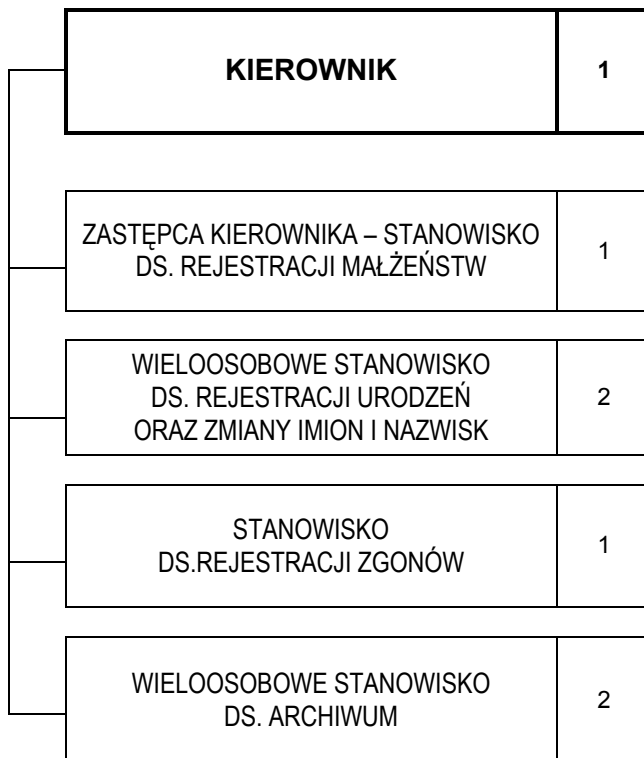 KIEROWNIK
1
ZASTĘPCA KIEROWNIKA – STANOWISKO
DS. REJESTRACJI MAŁŻEŃSTW
1
WIELOOSOBOWE STANOWISKO
DS. REJESTRACJI URODZEŃ
ORAZ ZMIANY IMION I NAZWISK
2
STANOWISKO
DS.REJESTRACJI ZGONÓW
1
WIELOOSOBOWE STANOWISKO
DS. ARCHIWUM
2